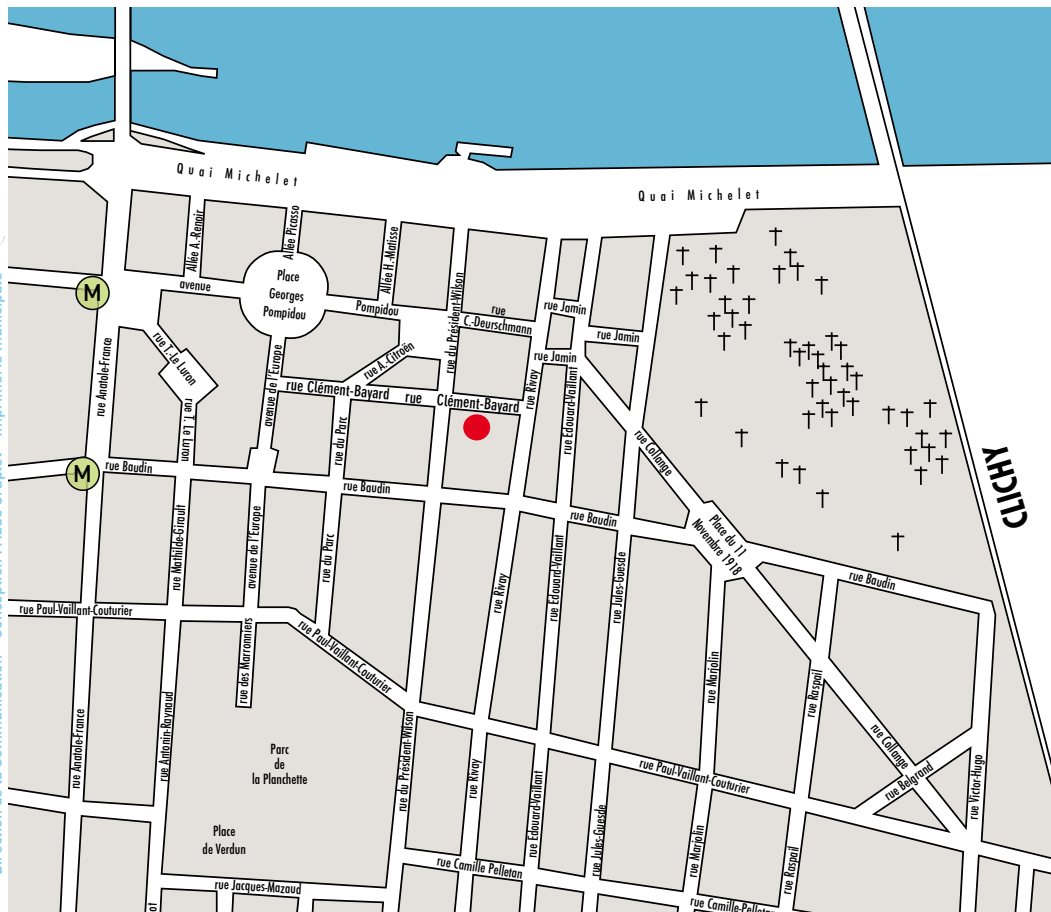 Quai Michelet
Quai Michelet
Allée A.-Renoir
Allée Picasso
Allée H.-Matisse
rue du Président-Wilson
Place
Georges
Pompidou
avenue
Pompidou
M
rue
C.-Deurschmann
rue Jamin
rue Jamin
rue Jamin
rue T.-Le Luron
rue Anatole-France
avenue de l'Europe
rue A.-Citroën
rue Clément-Bayard
rue Clément-Bayard
rue Rivay
rue Edouard-Vaillant
rue T. Le Luron
rue du Parc
rue Collange
CLICHY
M
rue Baudin
rue Baudin
rue Baudin
Place du 11
Novembre 1918
rue Baudin
rue Mathilde-Girault
avenue de l'Europe
rue du Parc
rue Rivay
rue Edouard-Vaillant
rue Jules-Guesde
rue Paul-Vaillant-Couturier
rue Paul-Vaillant-Couturier
rue des Marronniers
rue Marjolin
rue Raspail
rue Anatole-France
rue Antonin-Raynaud
Parc
de
la Planchette
rue du Président-Wilson
rue Rivay
rue Edouard-Vaillant
rue Jules-Guesde
rue Paul-Vaillant-Couturier
rue Collange
rue Belgrand
rue Victor-Hugo
Place
de Verdun
rue Marjolin
rue Raspail
rue Camille Pelletan
rue Jacques-Mazaud
rue Camille-Pelletan
ot